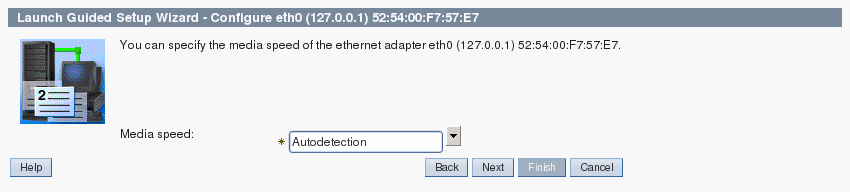 Launch Guided Setup Wizard - Configure eth0 (127.0.0.1) 52:54:00:F7:57:E7
You can specify the media speed of the ethernet adapter eth0 (127.0.0.1) 52:54:00:F7:57:E7.
2
Media speed:
* Autodetection
Help Back Next Finish Cancel